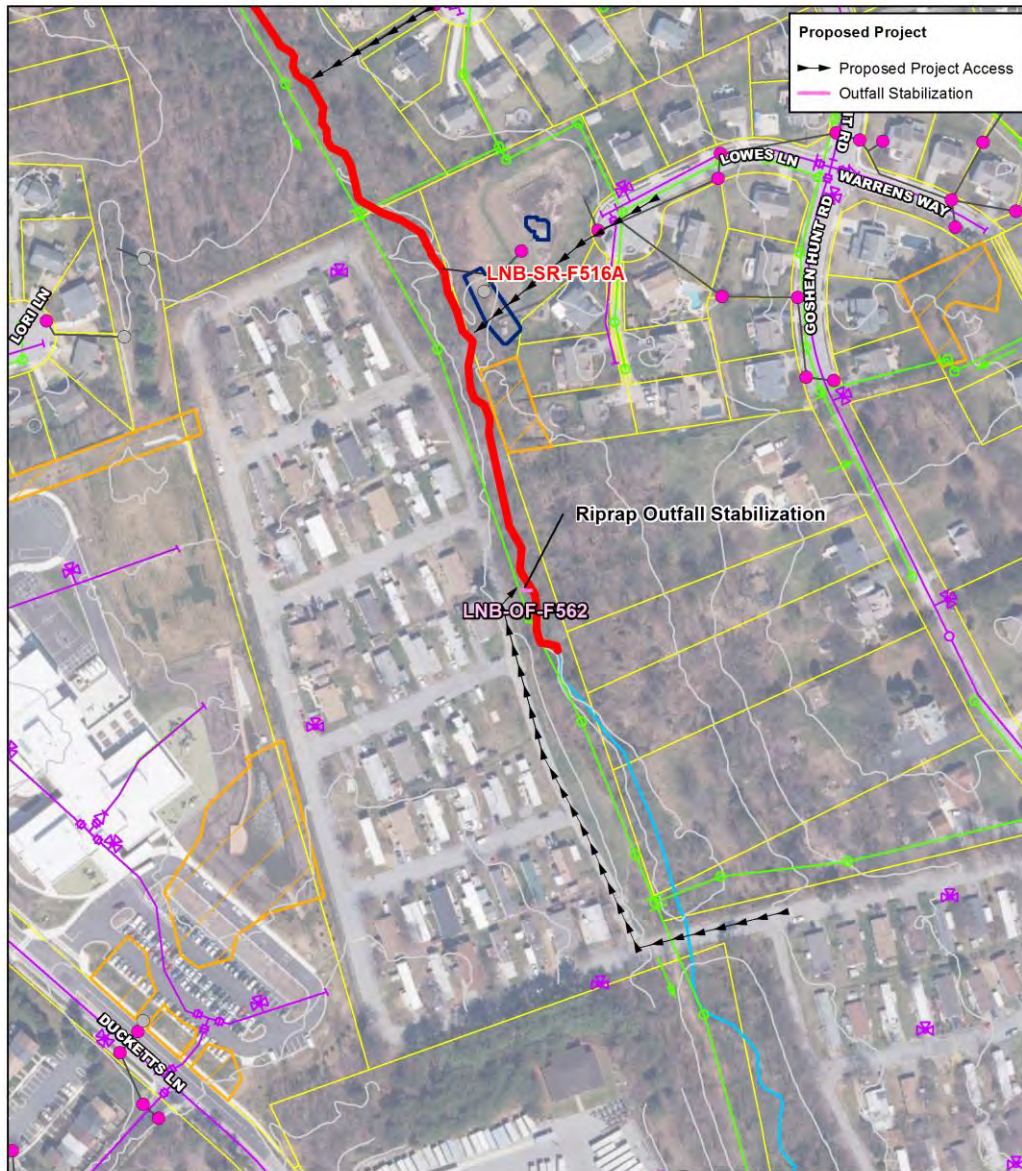 Proposed Project
Proposed Project Access
Outfall Stabilization
T RD
LOWES LN
WARRENS WAY
GOSHEN HUNT RD
LNB-SR-F516A
LORI LN
Riprap Outfall Stabilization
LNB-OF-F562
DUCKETTS LN